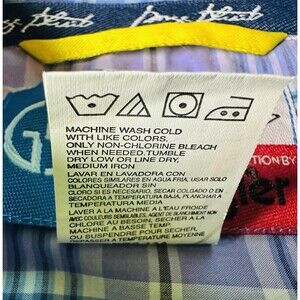 MACHINE WASH COLD
WITH LIKE COLORS,
ONLY NON-CHLORINE BLEACH
WHEN NEEDED. TUMBLE
DRY LOW OR LINE DRY,
MEDIUM IRON
LAVAR EN LAVADORA CON
COLORES SIMILARES EN AGUA FRIA, USAR SOLO
BLANQUEADOR SIN
CLORO SI ES NECESARIO, SECAR COLGADO O EN
SECADORA A TEMPERATURA BAJA, PLANCHAR A
TEMPERATURA MEDIA
LAVER A LA MACHINE A L'EAU FROIDE
AVEC COULEURS SEMBLABLES, AGENT DE BLANCHIMENT NON
CHLORE AU BESOIN, SECHER A LA
MACHINE A BASSE TEMP
OU SUSPENDRE POUR SECHER,
REPASSER A TEMPERATURE MOYENNE
TION BY